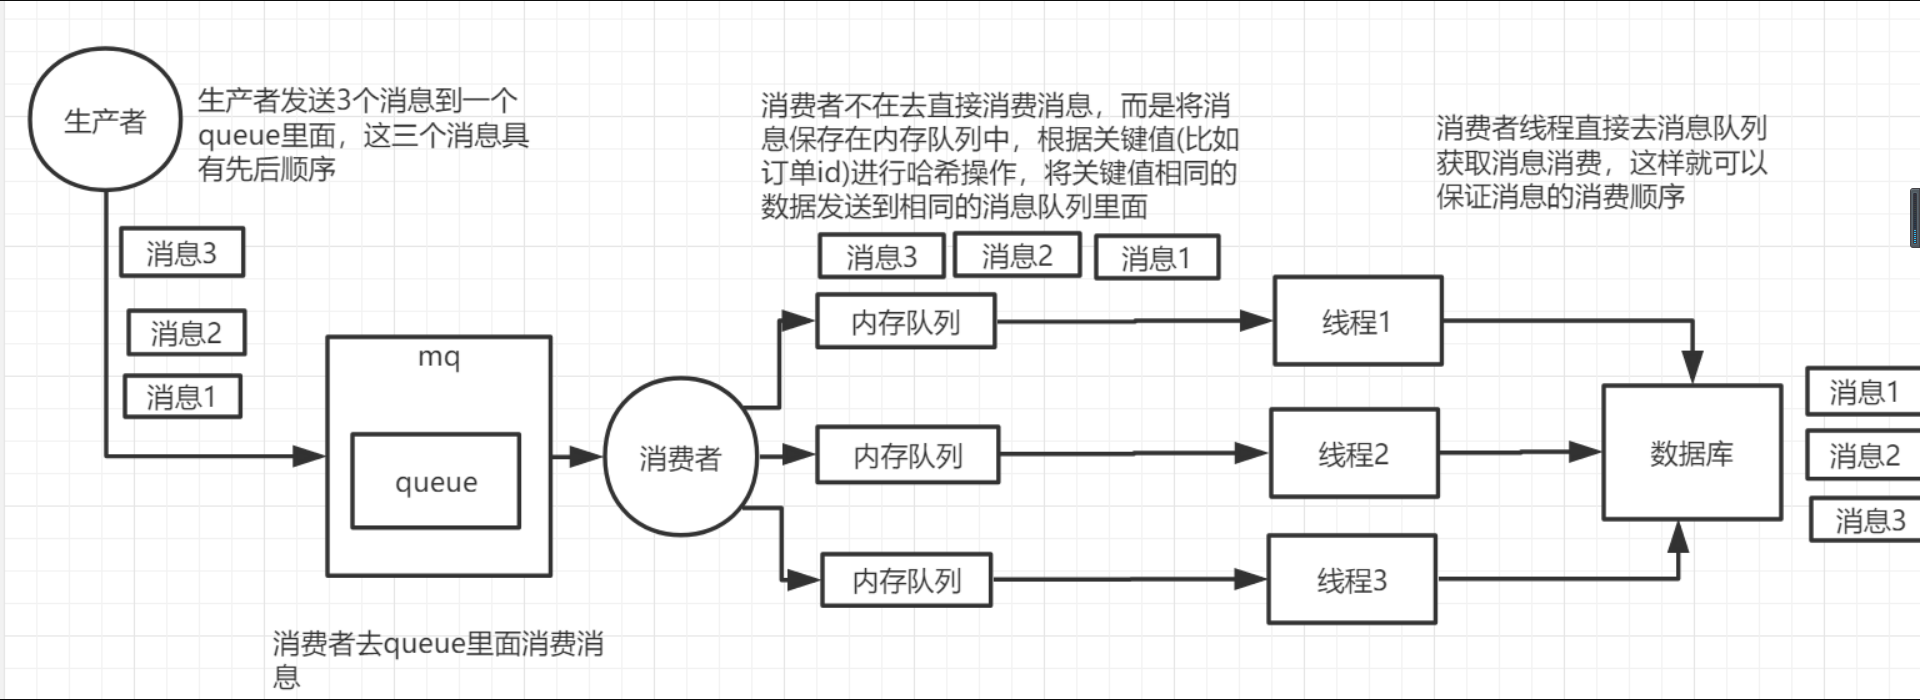 生产者
生产者发送3个消息到一个
queue里面，这三个消息具
有先后顺序
消息3
消息2
消息1
mq
queue
消费者去queue里面消费消
息
消费者
消费者不在去直接消费消息，而是将消
息保存在内存队列中，根据关键值(比如
订单id)进行哈希操作，将关键值相同的
数据发送到相同的消息队列里面
消息3
消息2
消息1
内存队列
内存队列
内存队列
消费者线程直接去消息队列
获取消息消费，这样就可以
保证消息的消费顺序
线程1
线程2
线程3
数据库
消息1
消息2
消息3